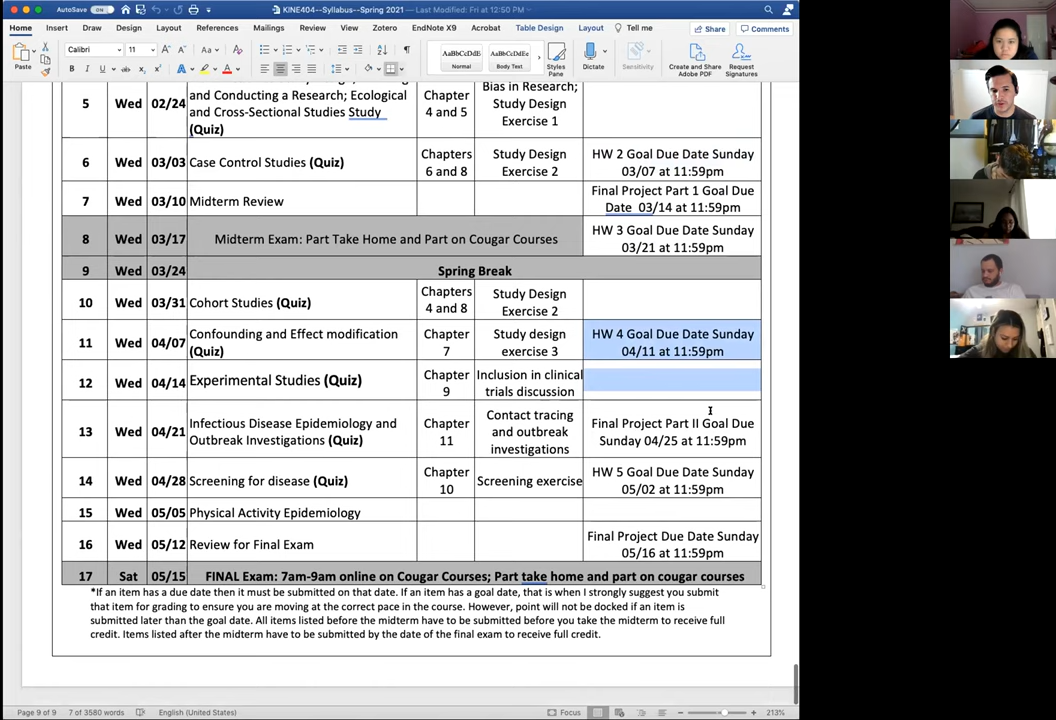 AutoSave ON
KINE404--Syllabus--Spring 2021 — Last Modified: Fri at 12:50 PM
Home Insert Draw Design Layout References Mailings Review View Zotero EndNote X9 Acrobat Table Design Layout Tell me Share Comments
Paste Calibri 11 Normal Body Text Styles Pane Dictate Sensitivity Create and Share Adobe PDF Request Signatures
5 Wed 02/24 and Conducting a Research; Ecological and Cross-Sectional Studies Study (Quiz) Chapter 4 and 5 Bias in Research; Study Design Exercise 1
6 Wed 03/03 Case Control Studies (Quiz) Chapters 6 and 8 Study Design Exercise 2 HW 2 Goal Due Date Sunday 03/07 at 11:59pm
7 Wed 03/10 Midterm Review Final Project Part 1 Goal Due Date 03/14 at 11:59pm
8 Wed 03/17 Midterm Exam: Part Take Home and Part on Cougar Courses HW 3 Goal Due Date Sunday 03/21 at 11:59pm
9 Wed 03/24 Spring Break
10 Wed 03/31 Cohort Studies (Quiz) Chapters 4 and 8 Study Design Exercise 2
11 Wed 04/07 Confounding and Effect modification (Quiz) Chapter 7 Study design exercise 3 HW 4 Goal Due Date Sunday 04/11 at 11:59pm
12 Wed 04/14 Experimental Studies (Quiz) Chapter 9 Inclusion in clinical trials discussion
13 Wed 04/21 Infectious Disease Epidemiology and Outbreak Investigations (Quiz) Chapter 11 Contact tracing and outbreak investigations Final Project Part II Goal Due Sunday 04/25 at 11:59pm
14 Wed 04/28 Screening for disease (Quiz) Chapter 10 Screening exercise HW 5 Goal Due Date Sunday 05/02 at 11:59pm
15 Wed 05/05 Physical Activity Epidemiology
16 Wed 05/12 Review for Final Exam Final Project Due Date Sunday 05/16 at 11:59pm
17 Sat 05/15 FINAL Exam: 7am-9am online on Cougar Courses; Part take home and part on cougar courses
*If an item has a due date then it must be submitted on that date. If an item has a goal date, that is when I strongly suggest you submit
that item for grading to ensure you are moving at the correct pace in the course. However, point will not be docked if an item is
submitted later than the goal date. All items listed before the midterm have to be submitted before you take the midterm to receive full
credit. Items listed after the midterm have to be submitted by the date of the final exam to receive full credit.
Page 9 of 9 7 of 3580 words English (United States) Focus 213%